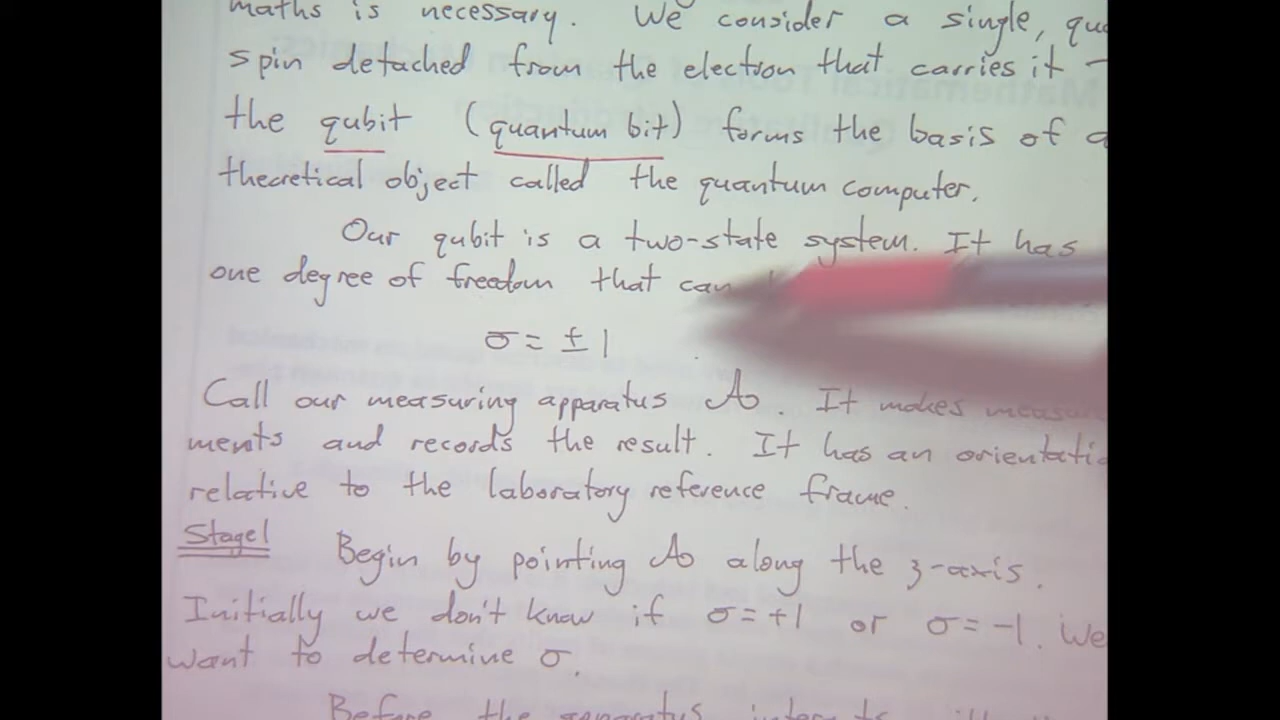 maths is necessary. We consider a single,
spin detached from the electron that carries it -
the qubit (quantum bit) forms the basis of a
theoretical object called the quantum computer.
Our qubit is a two-state system. It has
one degree of freedom that can
σ = ± 1
Call our measuring apparatus A. It makes measure
ments and records the result. It has an orientatio
relative to the laboratory reference frame.
Stage 1 Begin by pointing A along the z-axis.
Initially we don't know if σ = +1 or σ = -1. We
want to determine σ.
Before the apparatus interacts